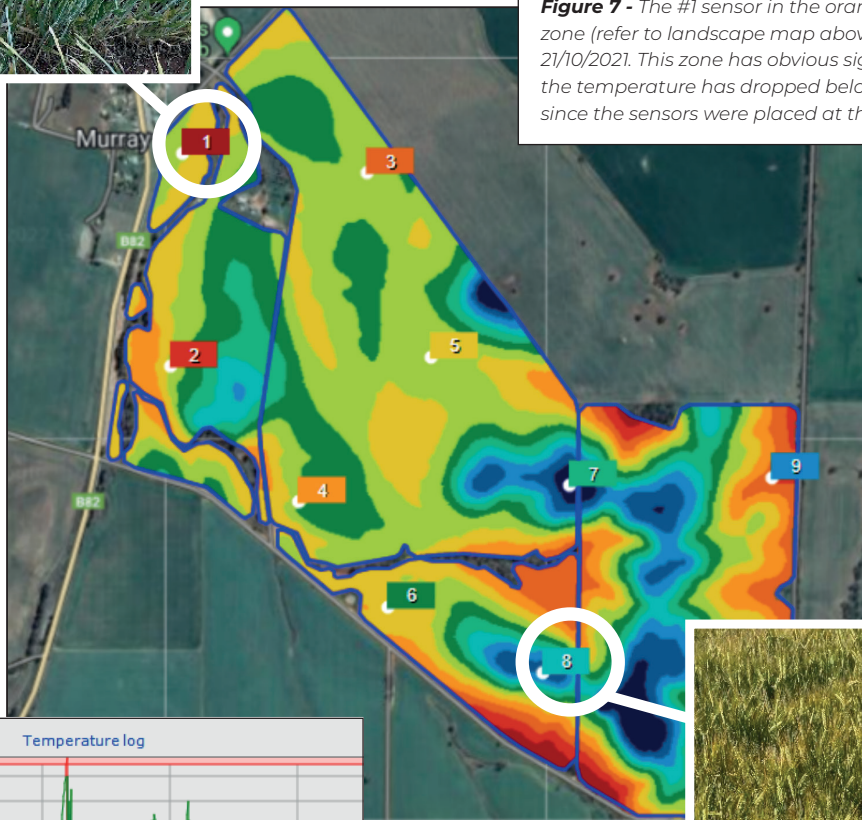 Figure 7 - The #1 sensor in the oran
zone (refer to landscape map abov
21/10/2021. This zone has obvious sig
the temperature has dropped belo
since the sensors were placed at th
Murray
1
3
B82
2
5
4
7
9
B82
6
8
Temperature log